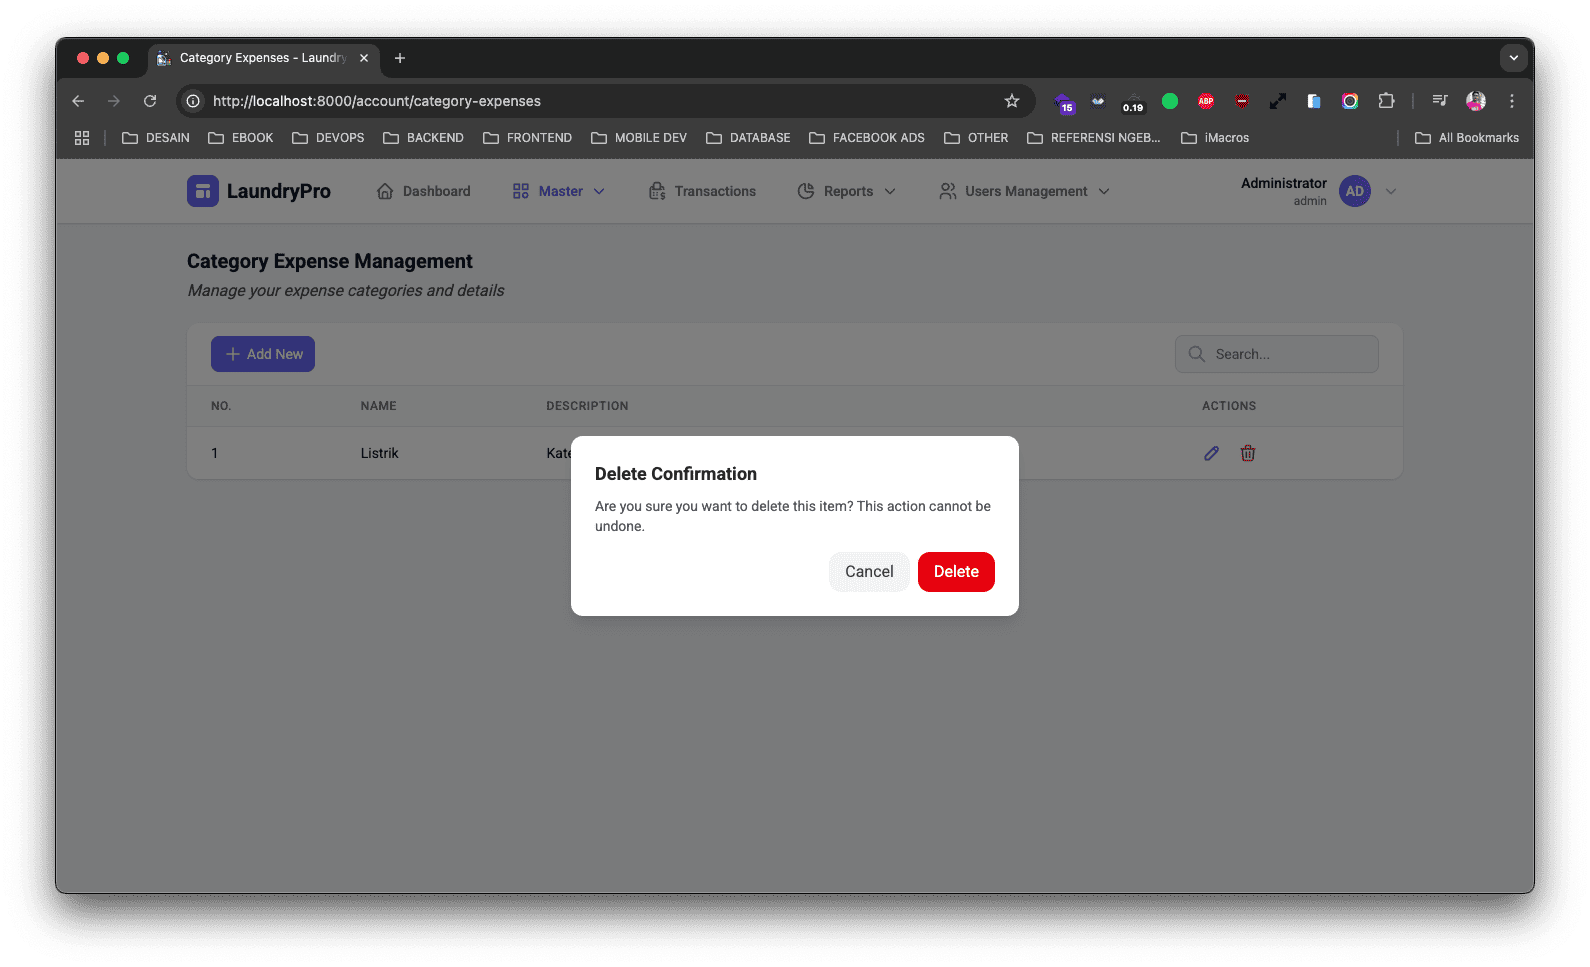 Category Expenses - Laundry
http://localhost:8000/account/category-expenses
15
0.19
ABP
DESAIN
EBOOK
DEVOPS
BACKEND
FRONTEND
MOBILE DEV
DATABASE
FACEBOOK ADS
OTHER
REFERENSI NGEB...
iMacros
All Bookmarks
LaundryPro
Dashboard
Master
Transactions
Reports
Users Management
Administrator
admin
AD
Category Expense Management
Manage your expense categories and details
Add New
Search...
NO. NAME DESCRIPTION ACTIONS
1 Listrik Kate
Delete Confirmation
Are you sure you want to delete this item? This action cannot be
undone.
Cancel
Delete